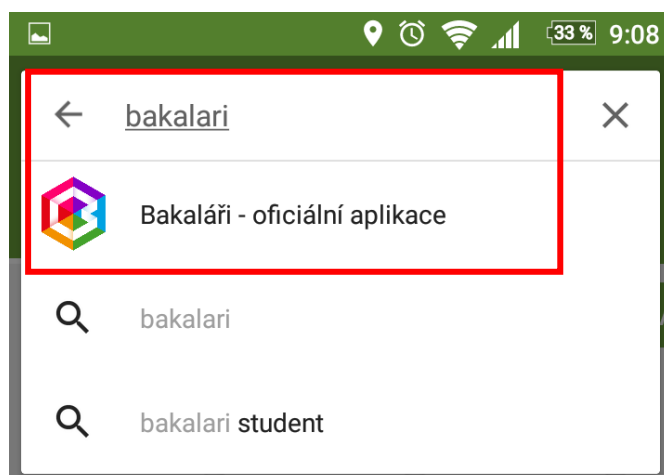 33 % 9:08
bakalari
Bakaláři - oficiální aplikace
bakalari
bakalari student